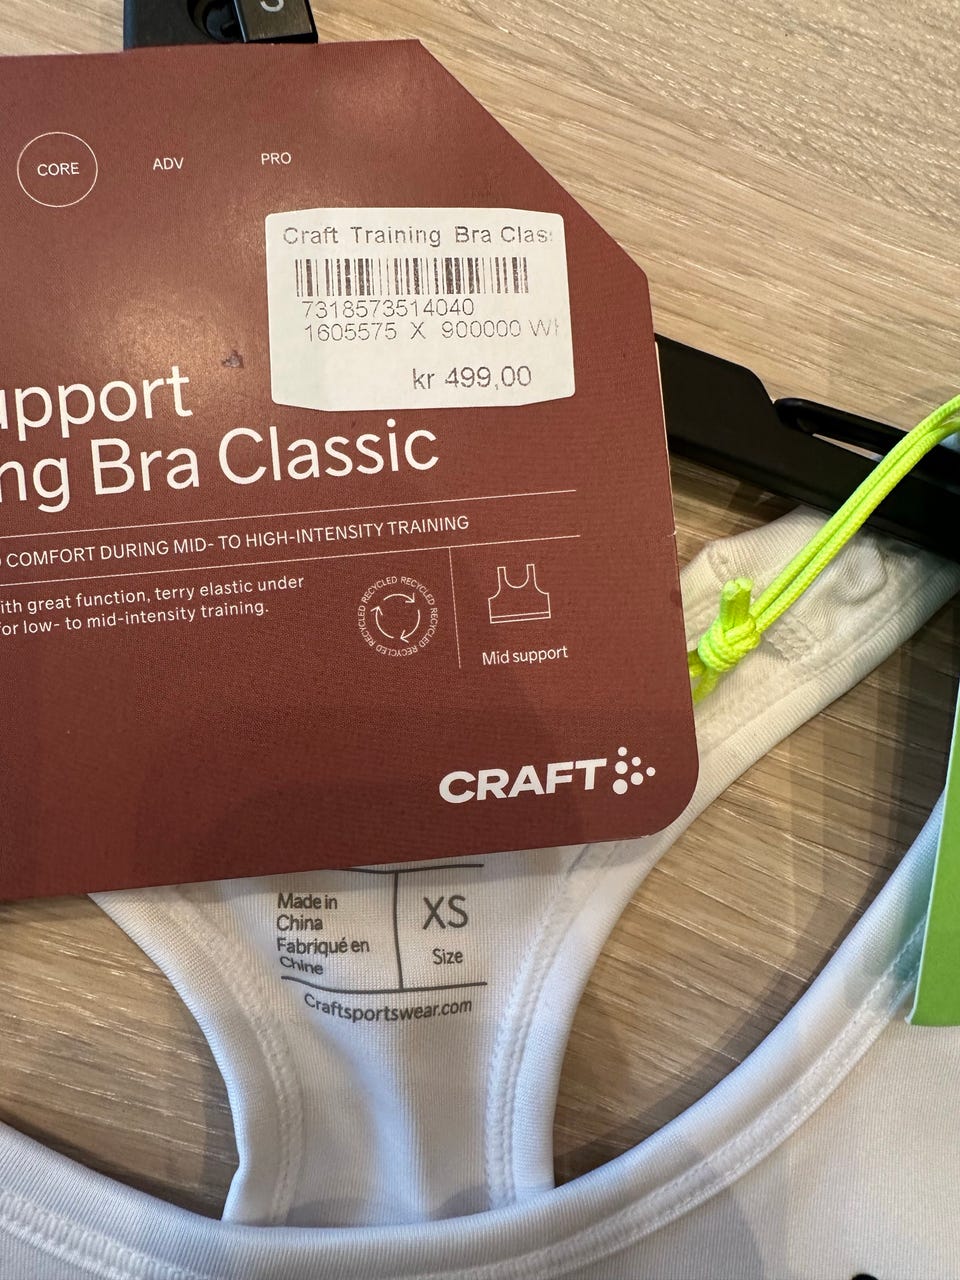 CORE ADV PRO
Craft Training Bra Clas
7318573514040
1605575 X 900000 W
kr 499,00
upport
ng Bra Classic
COMFORT DURING MID- TO HIGH-INTENSITY TRAINING
ith great function, terry elastic under
for low- to mid-intensity training.
RECYCLED RECYCLED RECYCLED RECYCLED
Mid support
CRAFT
Made in
China
Fabriqué en
Chine
XS
Size
Craftsportswear.com